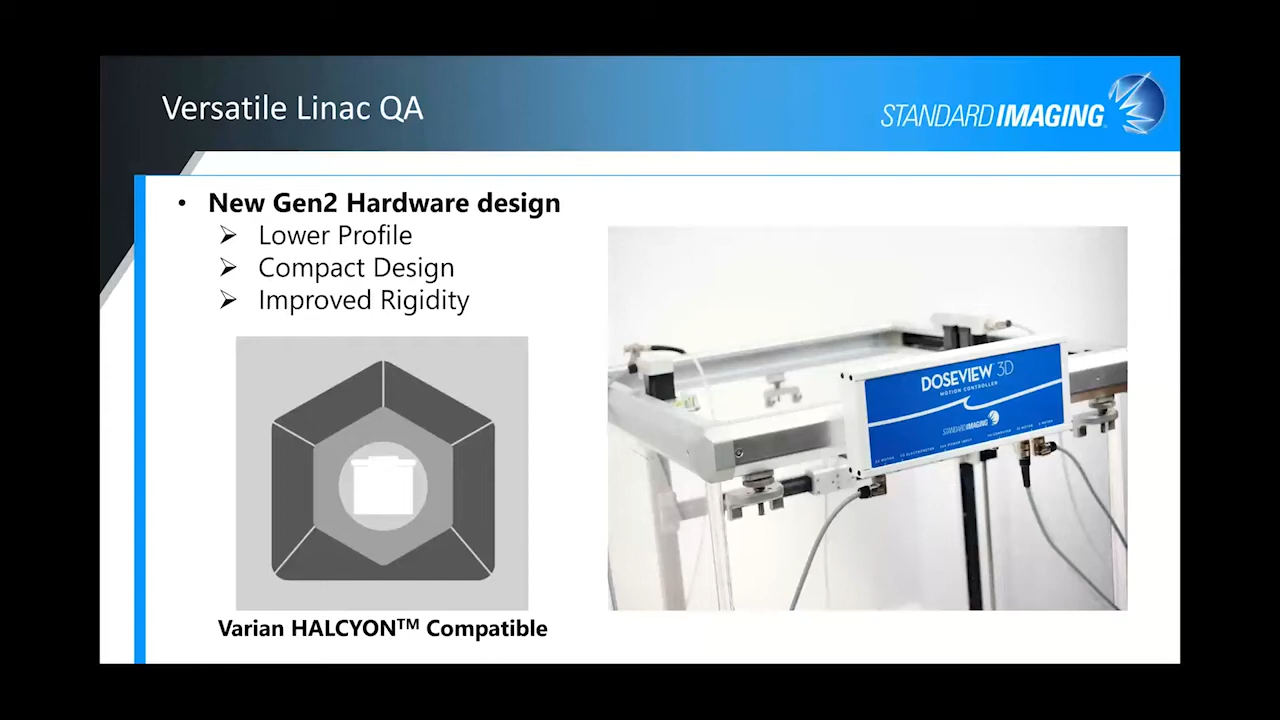 Versatile Linac QA
STANDARD IMAGING
• New Gen2 Hardware design
➢ Lower Profile
➢ Compact Design
➢ Improved Rigidity
DOSEVIEW 3D
MOTION CONTROLLER
STANDARD IMAGING
Varian HALCYON™ Compatible